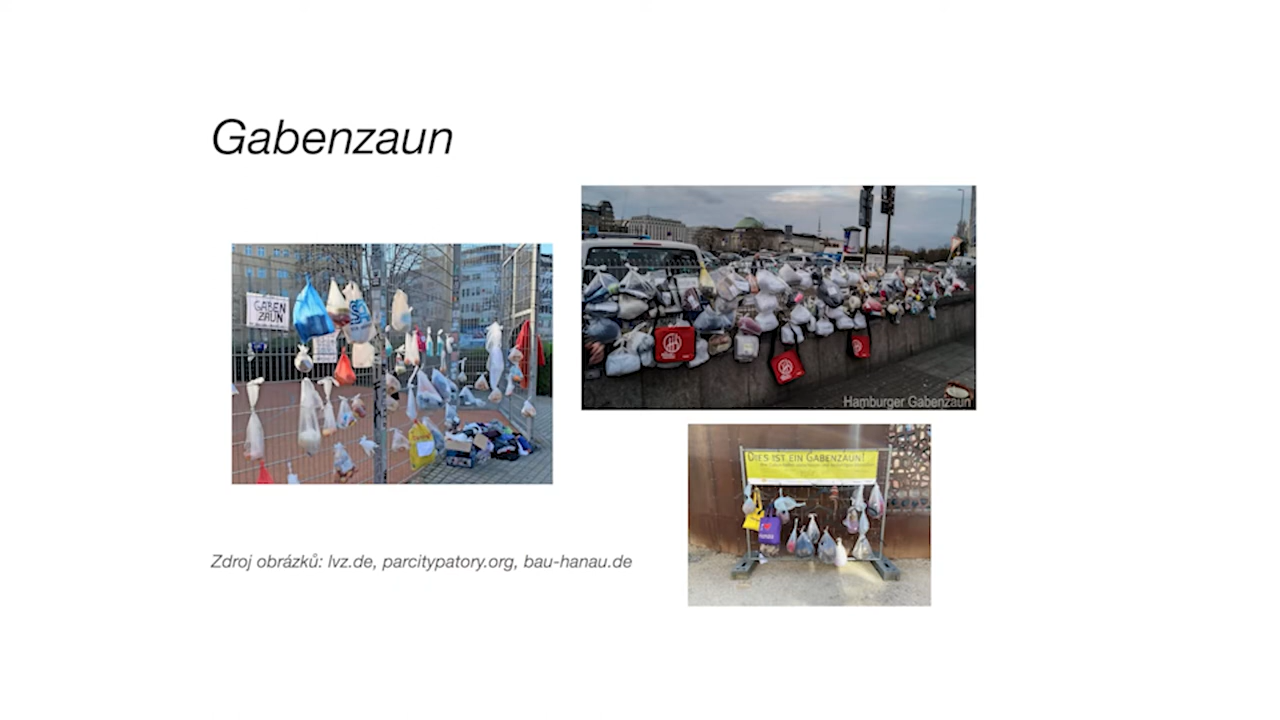 Gabenzaun
GABEN
ZAUN
Hamburger Gabenzaun
DIES IST EIN GABENZAUN!
Zdroj obrázků: lvz.de, parcitypatory.org, bau-hanau.de